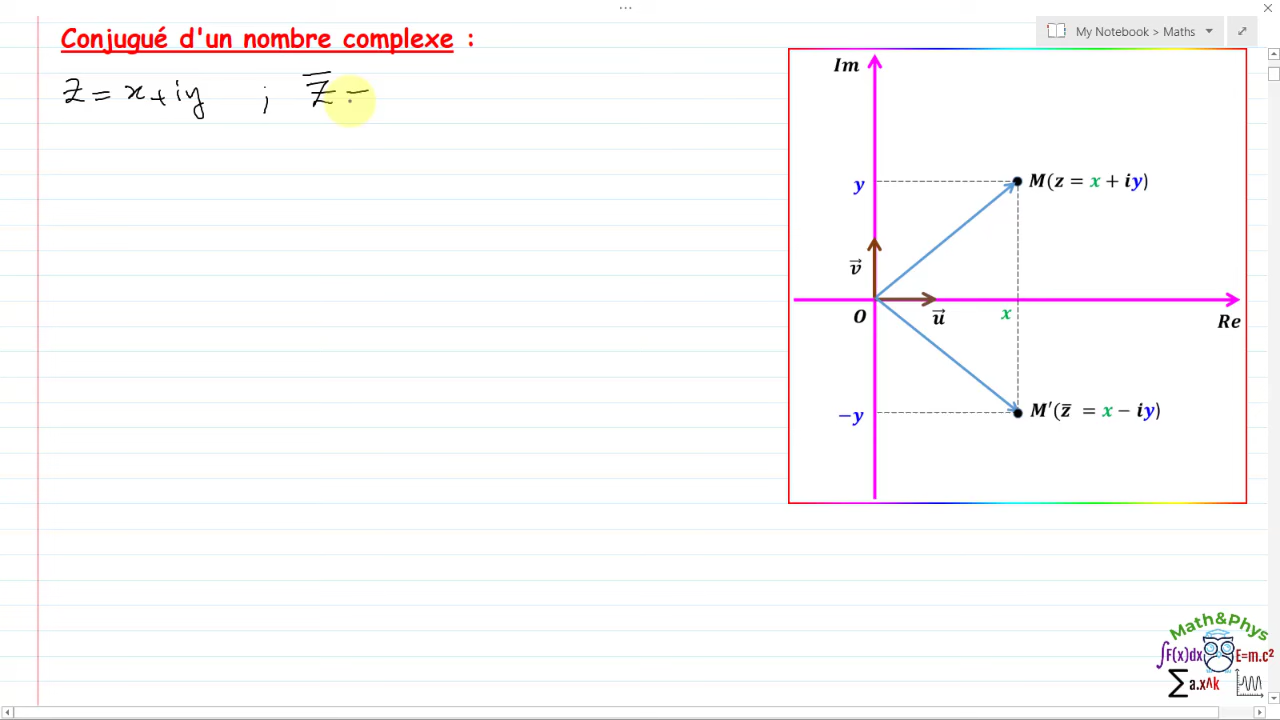 ...
My Notebook > Maths
Conjugué d'un nombre complexe :
z = x + iy ; z̅ =
Im
y
M(z = x + iy)
v⃗
O
u⃗
x
Re
−y
M′(z̅ = x − iy)
Math&Phys
∫F(x)dx E=m.c²
∑ a.x^k